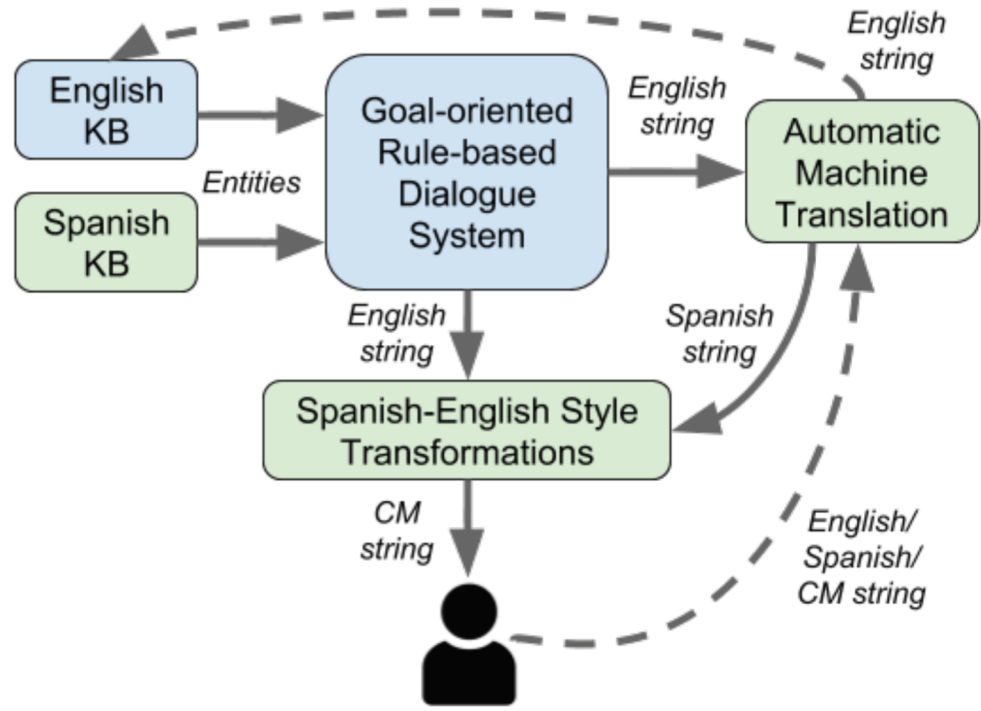 English
string
English
KB
Goal-oriented
Rule-based
Dialogue
System
English
string
Automatic
Machine
Translation
Entities
Spanish
KB
English
string
Spanish
string
Spanish-English Style
Transformations
CM
string
English/
Spanish/
CM string